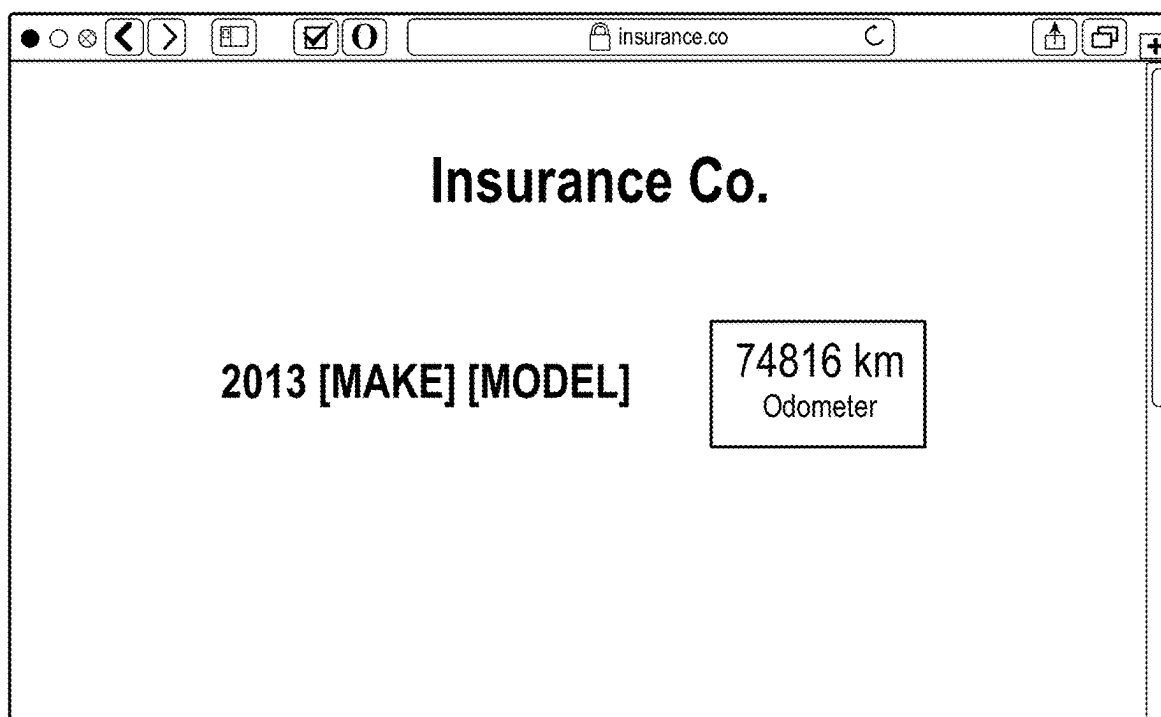 insurance.co
Insurance Co.
2013 [MAKE] [MODEL]
74816 km
Odometer